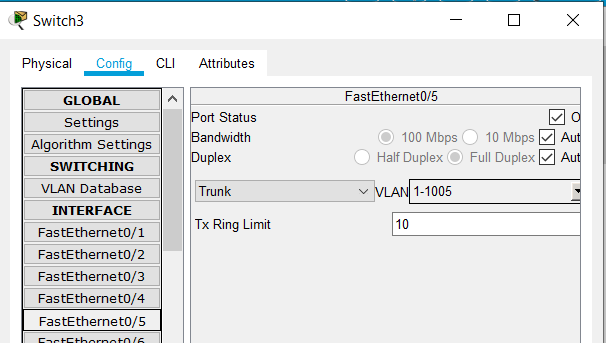 Switch3
Physical Config CLI Attributes
GLOBAL
Settings
Algorithm Settings
SWITCHING
VLAN Database
INTERFACE
FastEthernet0/1
FastEthernet0/2
FastEthernet0/3
FastEthernet0/4
FastEthernet0/5
FastEthernet0/5
Port Status O
Bandwidth 100 Mbps 10 Mbps Aut
Duplex Half Duplex Full Duplex Aut
Trunk VLAN 1-1005
Tx Ring Limit 10